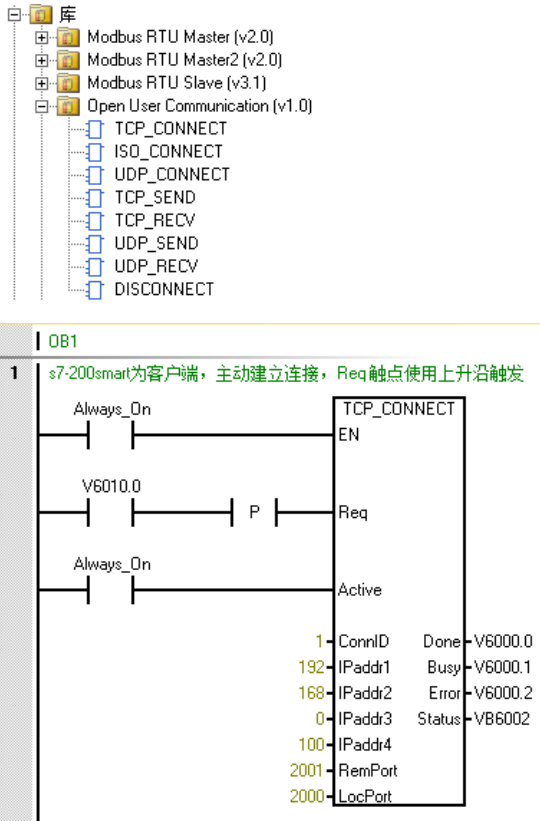 库
Modbus RTU Master (v2.0)
Modbus RTU Master2 (v2.0)
Modbus RTU Slave (v3.1)
Open User Communication (v1.0)
TCP_CONNECT
ISO_CONNECT
UDP_CONNECT
TCP_SEND
TCP_RECV
UDP_SEND
UDP_RECV
DISCONNECT
OB1
1 s7-200smart为客户端，主动建立连接，Req触点使用上升沿触发
Always_On TCP_CONNECT
EN
V6010.0
P Req
Always_On
Active
1 ConnID Done V6000.0
192 IPaddr1 Busy V6000.1
168 IPaddr2 Error V6000.2
0 IPaddr3 Status VB6002
100 IPaddr4
2001 RemPort
2000 LocPort